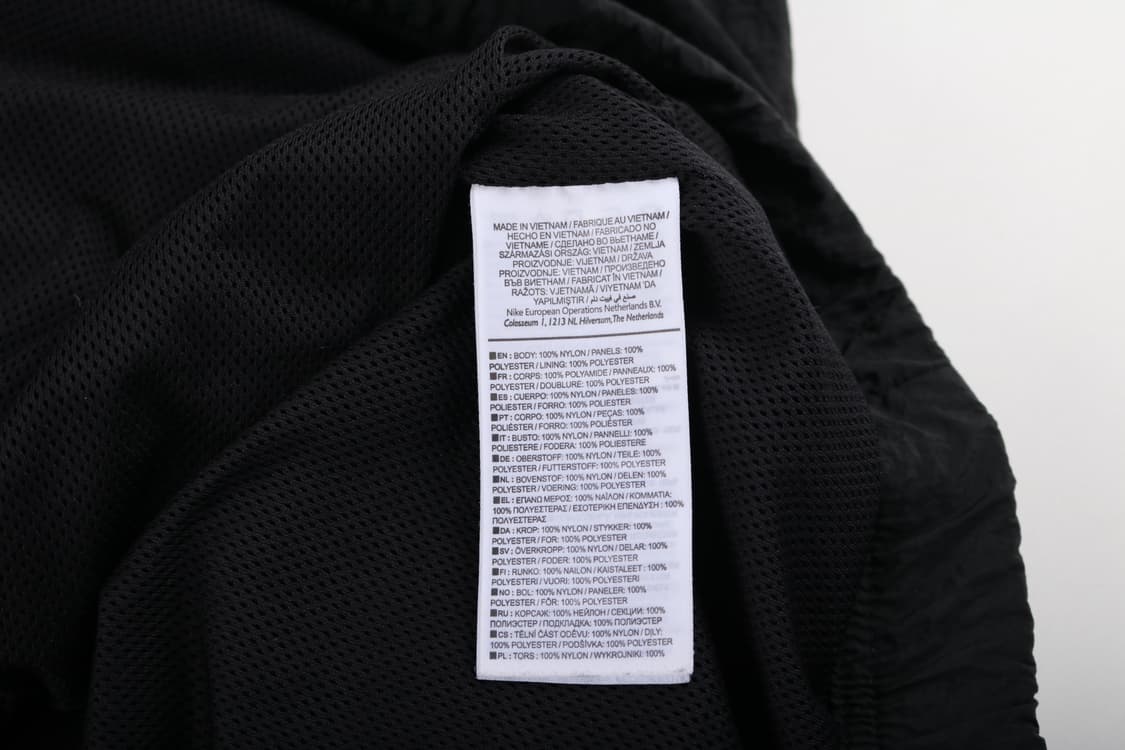 MADE IN VIETNAM / FABRIQUE AU VIETNAM /
HECHO EN VIETNAM / FABRICADO NO
VIETNAME / СДЕЛАНО ВО ВЬЕТНАМЕ /
SZÁRMAZÁSI ORSZÁG: VIETNAM / ZEMLJA
PROIZVODNJE: VIJETNAM / DRŽAVA
PROIZVODNJE: VIETNAM / ПРОИЗВЕДЕНО
ВЪВ ВИЕТНАМ / FABRICAT ÎN VIETNAM /
RAŽOTS: VJETNAMĀ / VIYETNAM 'DA
YAPILMIŞTIR / صنع في فييت نام
Nike European Operations Netherlands B.V.
Colosseum 1, 1213 NL Hilversum, The Netherlands
EN : BODY: 100% NYLON / PANELS: 100%
POLYESTER / LINING: 100% POLYESTER
FR : CORPS: 100% POLYAMIDE / PANNEAUX: 100%
POLYESTER / DOUBLURE: 100% POLYESTER
ES : CUERPO: 100% NYLON / PANELES: 100%
POLIESTER / FORRO: 100% POLIESTER
PT : CORPO: 100% NYLON / PEÇAS: 100%
POLIÉSTER / FORRO: 100% POLIÉSTER
IT : BUSTO: 100% NYLON / PANNELLI: 100%
POLIESTERE / FODERA: 100% POLIESTERE
DE : OBERSTOFF: 100% NYLON / TEILE: 100%
POLYESTER / FUTTERSTOFF: 100% POLYESTER
NL : BOVENSTOF: 100% NYLON / DELEN: 100%
POLYESTER / VOERING: 100% POLYESTER
EL : ΕΠΑΝΩ ΜΕΡΟΣ: 100% ΝΑΪΛΟΝ / ΚΟΜΜΑΤΙΑ:
100% ΠΟΛΥΕΣΤΕΡΑΣ / ΕΣΩΤΕΡΙΚΗ ΕΠΕΝΔΥΣΗ : 100%
ΠΟΛΥΕΣΤΕΡΑΣ
DA : KROP: 100% NYLON / STYKKER: 100%
POLYESTER / FOR: 100% POLYESTER
SV : ÖVERKROPP: 100% NYLON / DELAR: 100%
POLYESTER / FODER: 100% POLYESTER
FI : RUNKO: 100% NAILON / KAISTALEET : 100%
POLYESTERI / VUORI: 100% POLYESTERI
NO : BOL: 100% NYLON / PANELER: 100%
POLYESTER / FÔR: 100% POLYESTER
RU : КОРСАЖ: 100% НЕЙЛОН / СЕКЦИИ: 100%
ПОЛИЭСТЕР / ПОДКЛАДКА: 100% ПОЛИЭСТЕР
CS : TĚLNÍ ČÁST ODĚVU: 100% NYLON / DÍLY:
100% POLYESTER / PODŠÍVKA: 100% POLYESTER
PL : TORS : 100% NYLON / WYKROJNIKI: 100%